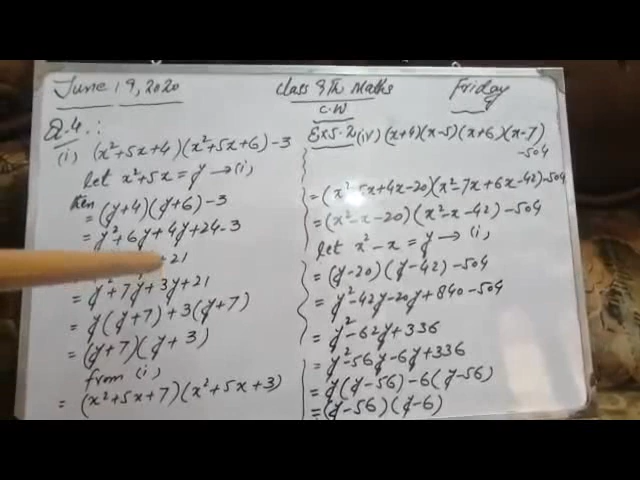 June 19, 2020
Class 9Th Maths
Friday
C.W
Q.4.:
(i) (x²+5x+4)(x²+5x+6)-3
let x²+5x = y → (i)
then
= (y+4)(y+6)-3
= y²+6y+4y+24-3
+21
= y²+7y+3y+21
= y(y+7)+3(y+7)
= (y+7)(y+3)
from (i)
= (x²+5x+7)(x²+5x+3)
Ex 5.2 (iv) (x+4)(x-5)(x+6)(x-7)
-504
= (x²-5x+4x-20)(x²-7x+6x-42)-504
= (x²-x-20)(x²-x-42)-504
let x²-x = y → (i)
= (y-20)(y-42)-504
= y²-42y-20y+840-504
= y²-62y+336
= y²-56y-6y+336
= y(y-56)-6(y-56)
= (y-56)(y-6)